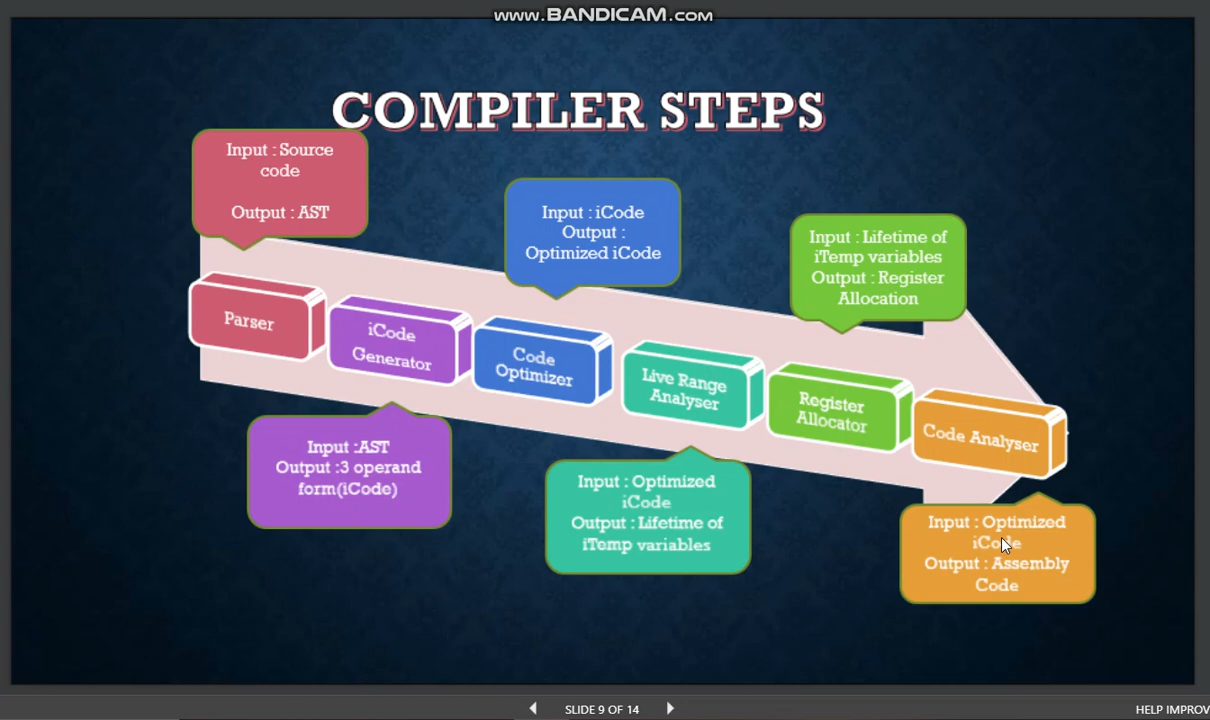 www.BANDICAM.com
COMPILER STEPS
Input : Source
code
Output : AST
Input : iCode
Output :
Optimized iCode
Input : Lifetime of
iTemp variables
Output : Register
Allocation
Parser
iCode
Generator
Code
Optimizer
Live Range
Analyser
Register
Allocator
Code Analyser
Input :AST
Output :3 operand
form(iCode)
Input : Optimized
iCode
Output : Lifetime of
iTemp variables
Input : Optimized
iCode
Output : Assembly
Code
SLIDE 9 OF 14
HELP IMPROV